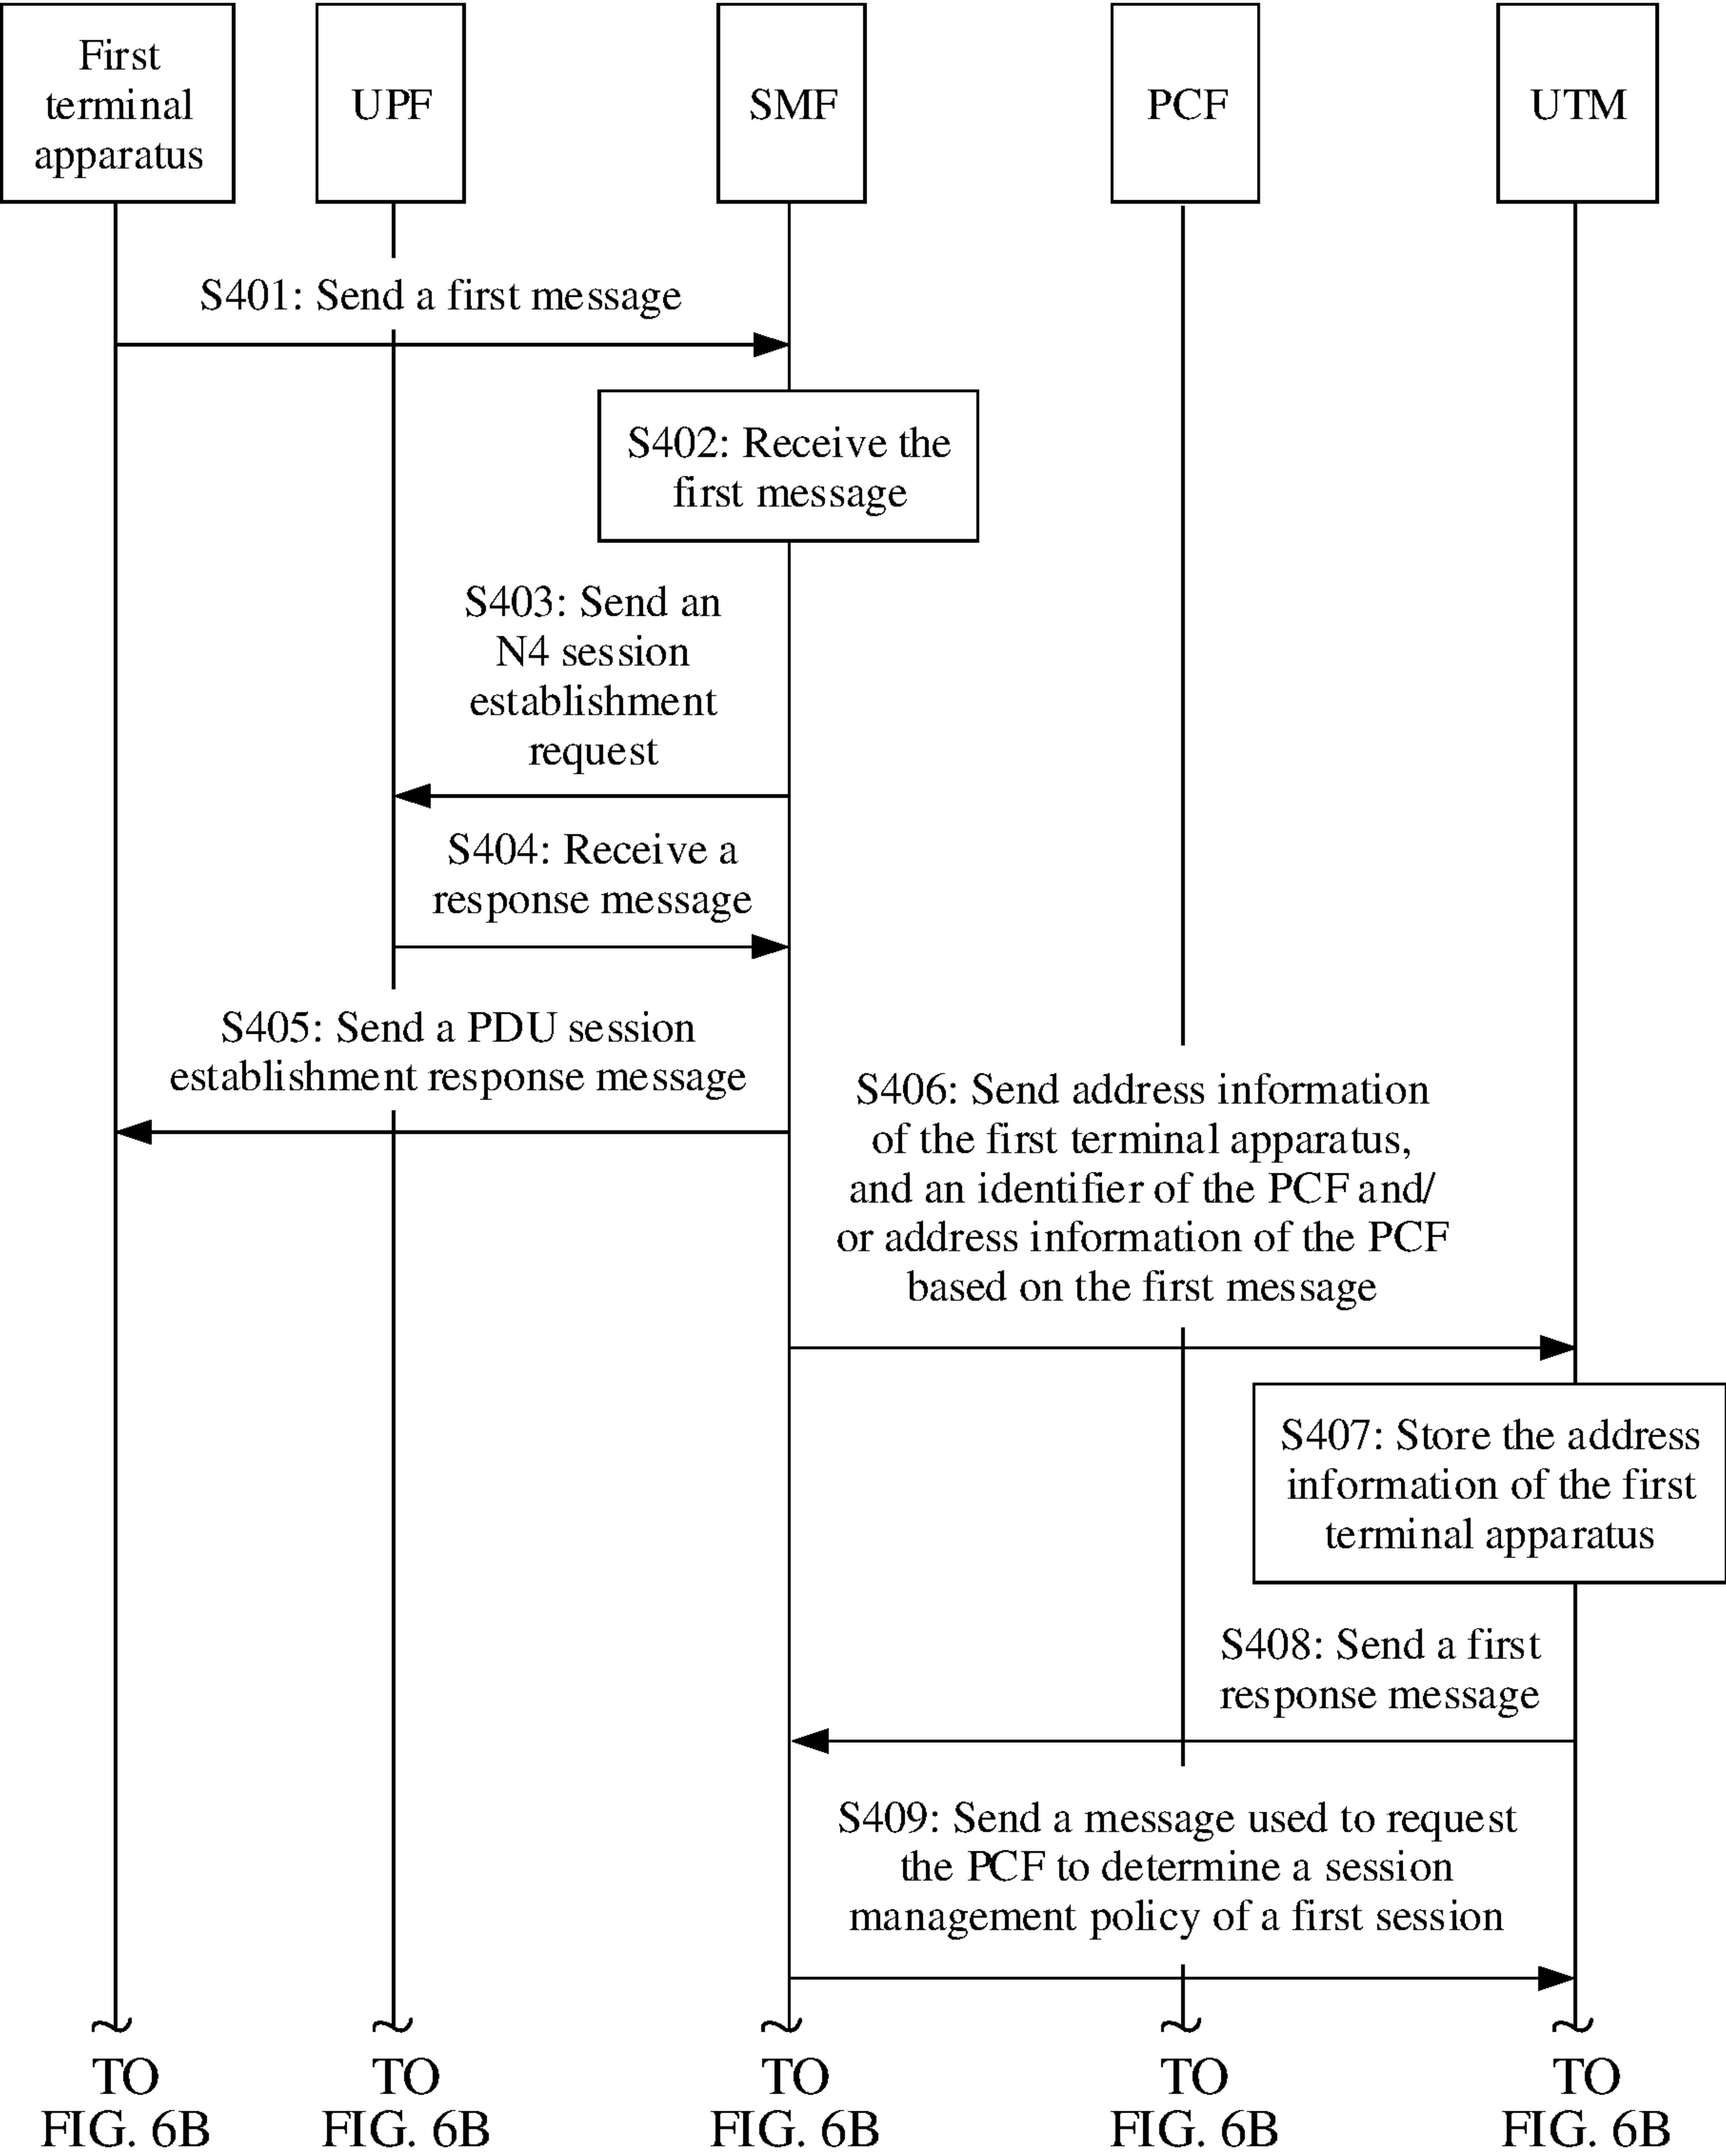 First
terminal
apparatus
UPF
SMF
PCF
UTM
S401: Send a first message
S402: Receive the
first message
S403: Send an
N4 session
establishment
request
S404: Receive a
response message
S405: Send a PDU session
establishment response message
S406: Send address information
of the first terminal apparatus,
and an identifier of the PCF and/
or address information of the PCF
based on the first message
S407: Store the address
information of the first
terminal apparatus
S408: Send a first
response message
S409: Send a message used to request
the PCF to determine a session
management policy of a first session
TO
FIG. 6B
TO
FIG. 6B
TO
FIG. 6B
TO
FIG. 6B
TO
FIG. 6B